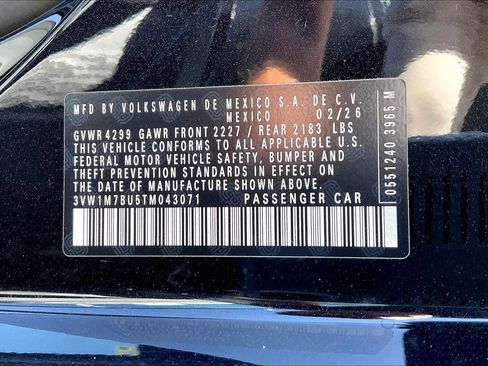 MFD BY VOLKSWAGEN DE MEXICO S.A. DE C.V.
MEXICO 02/26
GVWR 4299 GAWR FRONT 2227 / REAR 2183 LBS
THIS VEHICLE CONFORMS TO ALL APPLICABLE U.S.
FEDERAL MOTOR VEHICLE SAFETY, BUMPER AND
THEFT PREVENTION STANDARDS IN EFFECT ON THE
DATE OF MANUFACTURE SHOWN ABOVE.
3VW1M7BU5TM043071 PASSENGER CAR
0551240 3965 M